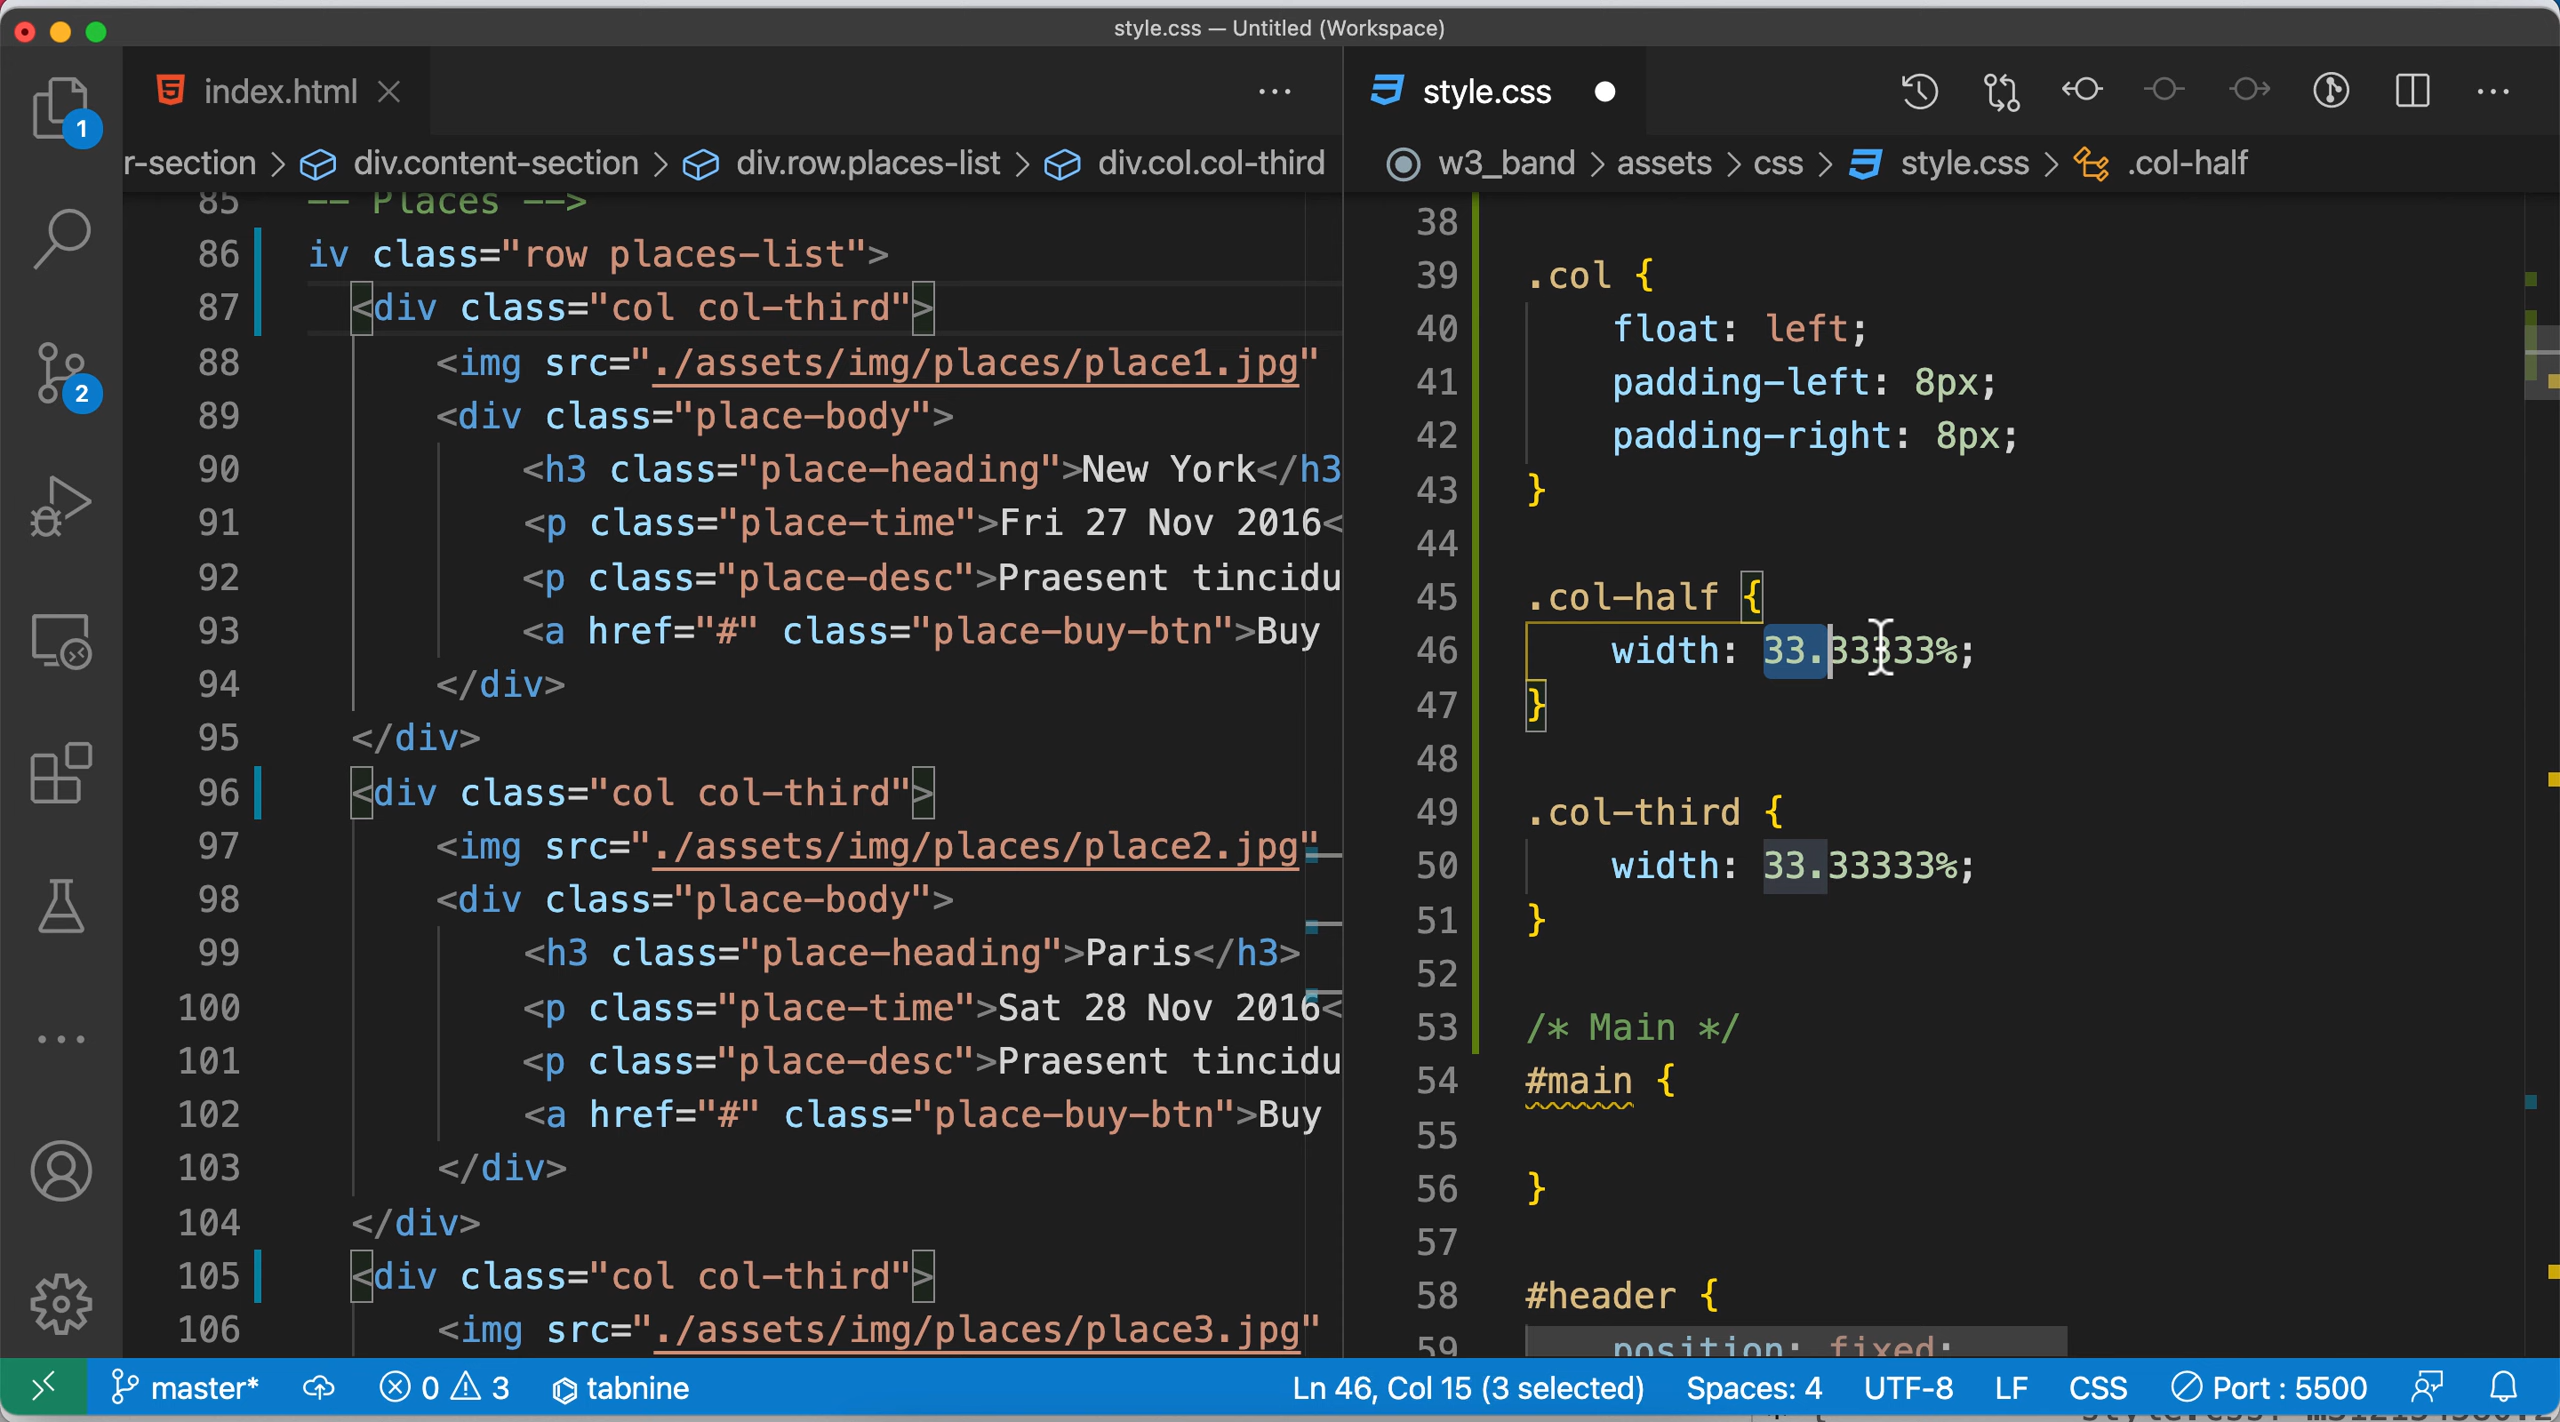 style.css — Untitled (Workspace)
index.html
style.css
r-section > div.content-section > div.row.places-list > div.col.col-third
w3_band > assets > css > style.css > .col-half
1
2
85 -- Places -->
86 iv class="row places-list">
87 <div class="col col-third">
88 <img src="./assets/img/places/place1.jpg"
89 <div class="place-body">
90 <h3 class="place-heading">New York</h3
91 <p class="place-time">Fri 27 Nov 2016<
92 <p class="place-desc">Praesent tincidu
93 <a href="#" class="place-buy-btn">Buy
94 </div>
95 </div>
96 <div class="col col-third">
97 <img src="./assets/img/places/place2.jpg"
98 <div class="place-body">
99 <h3 class="place-heading">Paris</h3>
100 <p class="place-time">Sat 28 Nov 2016<
101 <p class="place-desc">Praesent tincidu
102 <a href="#" class="place-buy-btn">Buy
103 </div>
104 </div>
105 <div class="col col-third">
106 <img src="./assets/img/places/place3.jpg"
38
39 .col {
40 float: left;
41 padding-left: 8px;
42 padding-right: 8px;
43 }
44
45 .col-half {
46 width: 33.33333%;
47 }
48
49 .col-third {
50 width: 33.33333%;
51 }
52
53 /* Main */
54 #main {
55
56 }
57
58 #header {
59 position: fixed;
master* 0 3 tabnine
Ln 46, Col 15 (3 selected) Spaces: 4 UTF-8 LF CSS Port : 5500